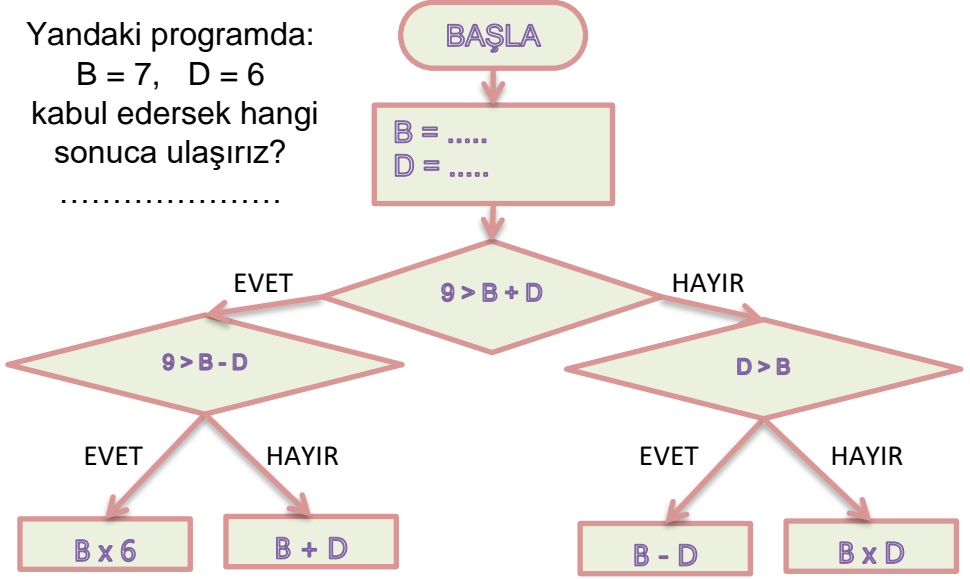 Yandaki programda:
B = 7, D = 6
kabul edersek hangi
sonuca ulaşırız?
…………………
BAŞLA
B = .....
D = .....
9 > B + D
EVET
HAYIR
9 > B - D
D > B
EVET
HAYIR
EVET
HAYIR
B x 6
B + D
B - D
B x D